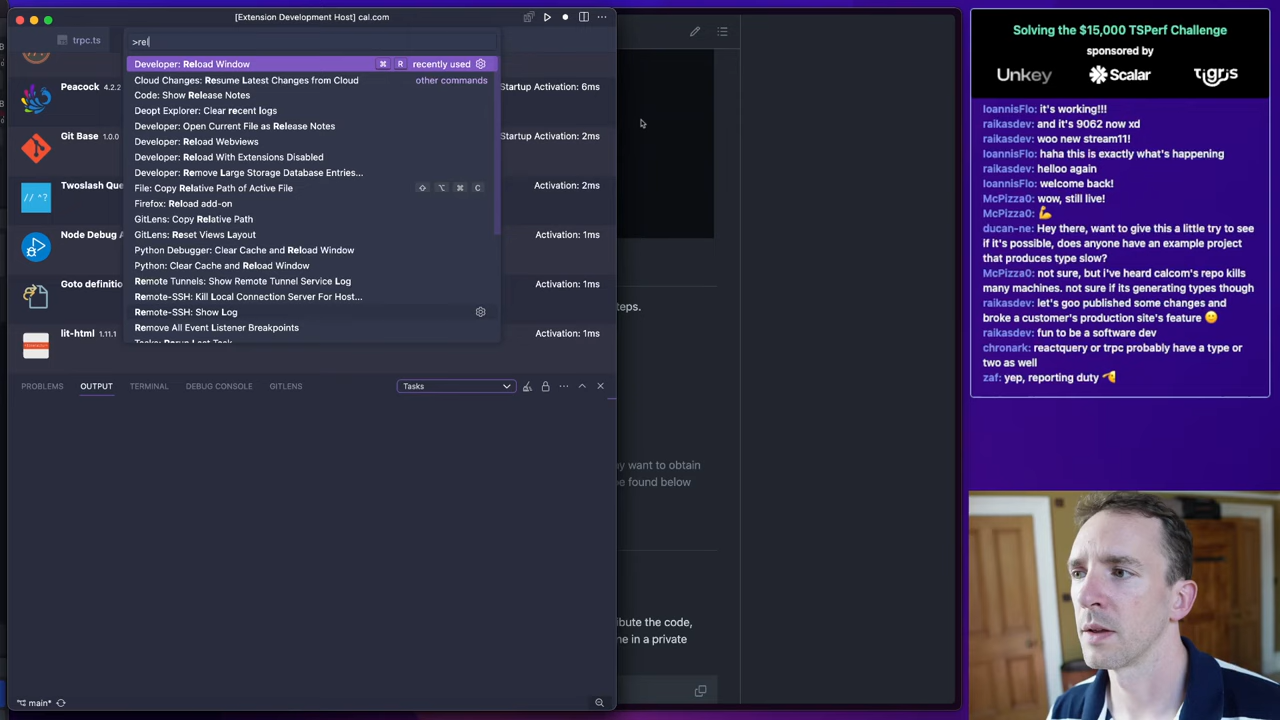 [Extension Development Host] cal.com
trpc.ts
>rel
Developer: Reload Window
⌘ R recently used
Cloud Changes: Resume Latest Changes from Cloud
other commands
Code: Show Release Notes
Deopt Explorer: Clear recent logs
Developer: Open Current File as Release Notes
Developer: Reload Webviews
Developer: Reload With Extensions Disabled
Developer: Remove Large Storage Database Entries...
File: Copy Relative Path of Active File
⇧ ⌥ ⌘ C
Firefox: Reload add-on
GitLens: Copy Relative Path
GitLens: Reset Views Layout
Python Debugger: Clear Cache and Reload Window
Python: Clear Cache and Reload Window
Remote Tunnels: Show Remote Tunnel Service Log
Remote-SSH: Kill Local Connection Server For Host...
Remote-SSH: Show Log
Remove All Event Listener Breakpoints
Tasks: Rerun Last Task
Peacock 4.2.2
Startup Activation: 6ms
Git Base 1.0.0
Startup Activation: 2ms
Twoslash Que
// ^?
Activation: 2ms
Node Debug A
Activation: 1ms
Goto definitio
Activation: 1ms
lit-html 1.11.1
Activation: 1ms
PROBLEMS OUTPUT TERMINAL DEBUG CONSOLE GITLENS
Tasks
main*
teps.
ay want to obtain
be found below
ibute the code,
ne in a private
Solving the $15,000 TSPerf Challenge
sponsored by
Unkey Scalar tigris
IoannisFlo: it's working!!!
raikasdev: and it's 9062 now xd
raikasdev: woo new stream11!
IoannisFlo: haha this is exactly what's happening
raikasdev: helloo again
IoannisFlo: welcome back!
McPizza0: wow, still live!
McPizza0: 💪
ducan-ne: Hey there, want to give this a little try to see
if it's possible, does anyone have an example project
that produces type slow?
McPizza0: not sure, but i've heard calcom's repo kills
many machines. not sure if its generating types though
raikasdev: let's goo published some changes and
broke a customer's production site's feature 🙂
raikasdev: fun to be a software dev
chronark: reactquery or trpc probably have a type or
two as well
zaf: yep, reporting duty 🫡